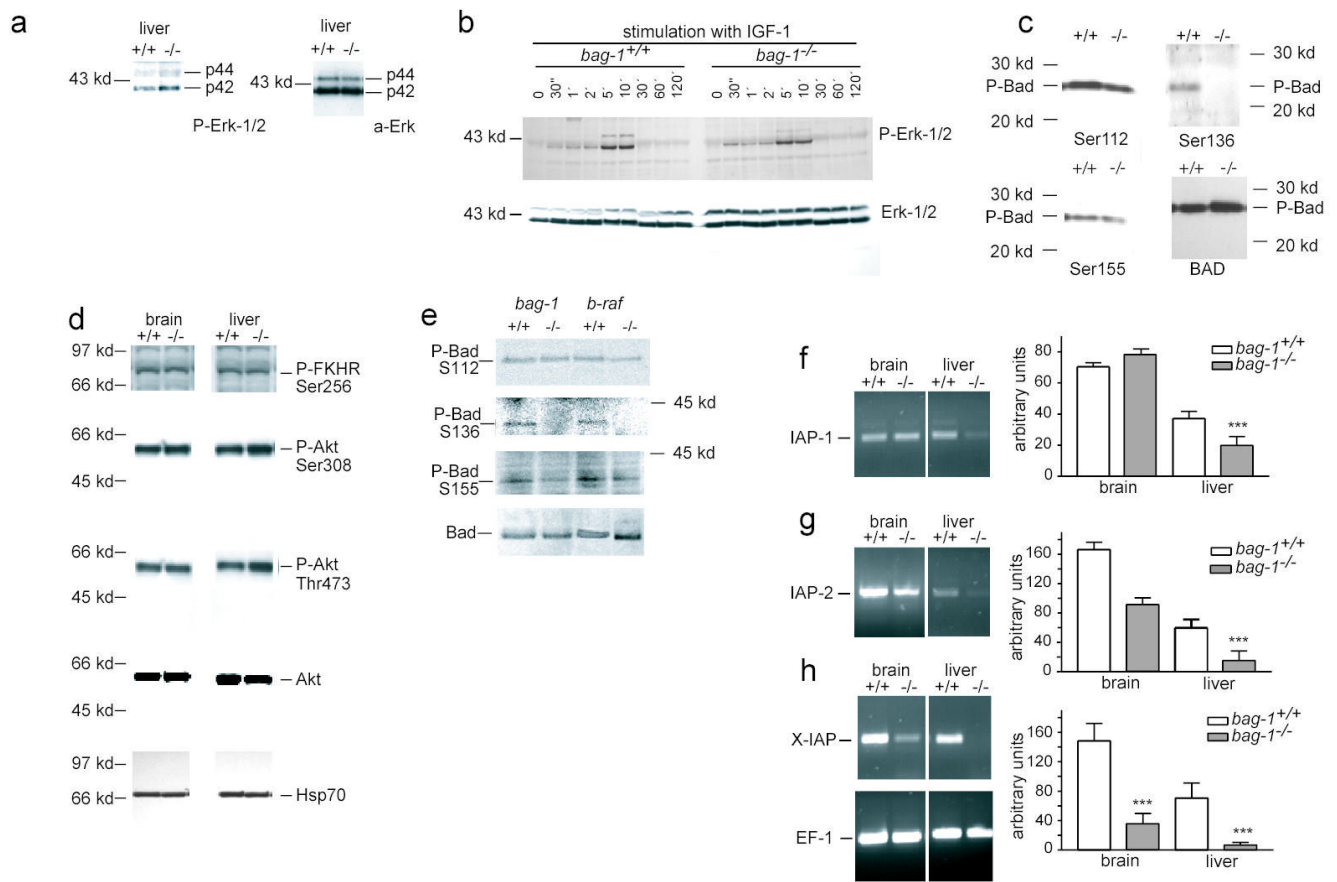 a
liver
+/+ -/-
43 kd
p44
p42
P-Erk-1/2
liver
+/+ -/-
43 kd
p44
p42
a-Erk
b
stimulation with IGF-1
bag-1+/+ bag-1-/-
0 30" 1´ 2´ 5´ 10´ 30´ 60´ 120´ 0 30" 1´ 2´ 5´ 10´ 30´ 60´ 120´
43 kd
P-Erk-1/2
43 kd
Erk-1/2
c
+/+ -/-
30 kd
P-Bad
20 kd
Ser112
+/+ -/-
30 kd
P-Bad
20 kd
Ser136
+/+ -/-
30 kd
P-Bad
20 kd
Ser155
+/+ -/-
30 kd
P-Bad
20 kd
BAD
d
brain liver
+/+ -/- +/+ -/-
97 kd
66 kd
P-FKHR
Ser256
66 kd
45 kd
P-Akt
Ser308
66 kd
45 kd
P-Akt
Thr473
66 kd
45 kd
Akt
97 kd
66 kd
Hsp70
e
bag-1 b-raf
+/+ -/- +/+ -/-
P-Bad
S112
P-Bad
S136
45 kd
P-Bad
S155
45 kd
Bad
f
brain liver
+/+ -/- +/+ -/-
IAP-1
arbitrary units
80
60
40
20
0
bag-1+/+
bag-1-/-
***
brain liver
g
brain liver
+/+ -/- +/+ -/-
IAP-2
arbitrary units
160
120
80
40
0
bag-1+/+
bag-1-/-
***
brain liver
h
brain liver
+/+ -/- +/+ -/-
X-IAP
EF-1
arbitrary units
160
120
80
40
0
bag-1+/+
bag-1-/-
*** ***
brain liver